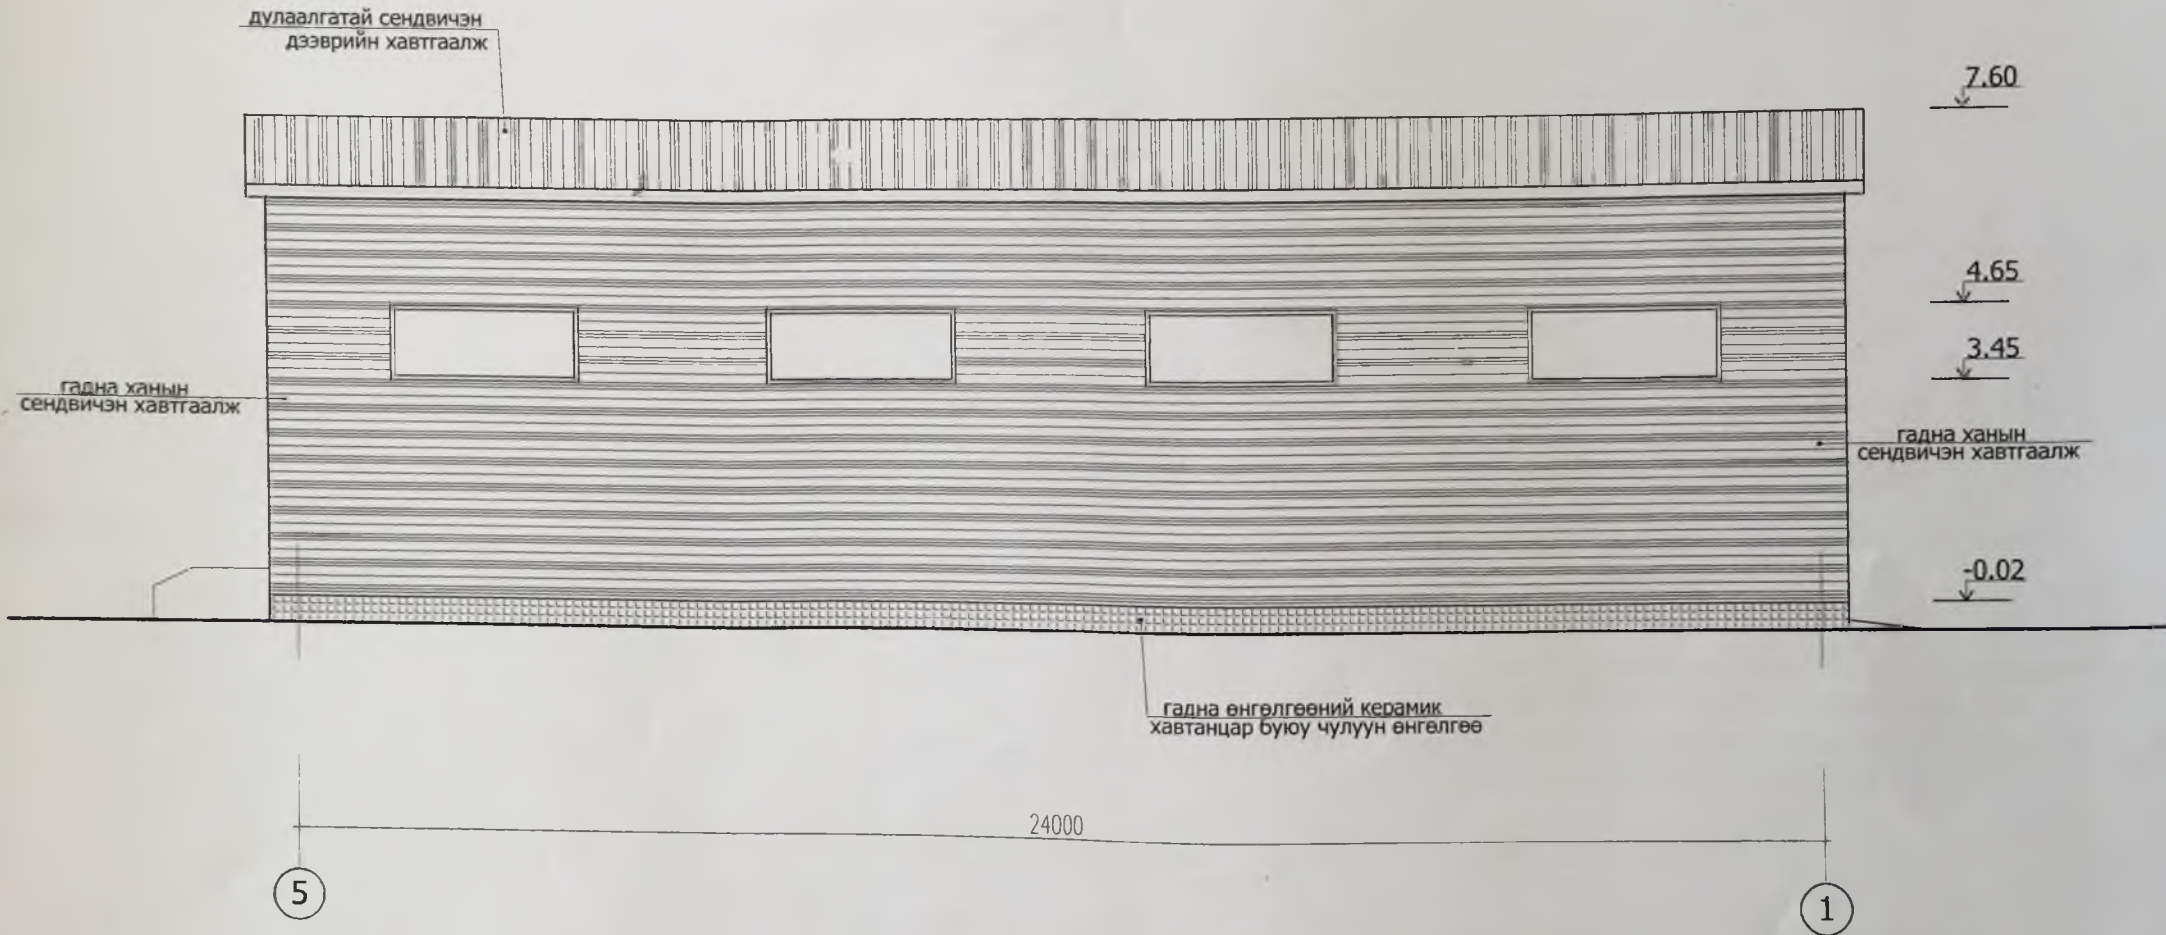 дулаалгатай сендвичэн
дээврийн хавтгаалж
7.60
4.65
3.45
гадна ханын
сендвичэн хавтгаалж
гадна ханын
сендвичэн хавтгаалж
-0.02
гадна өнгөлгөөний керамик
хавтанцар буюу чулуун өнгөлгөө
24000
5
1